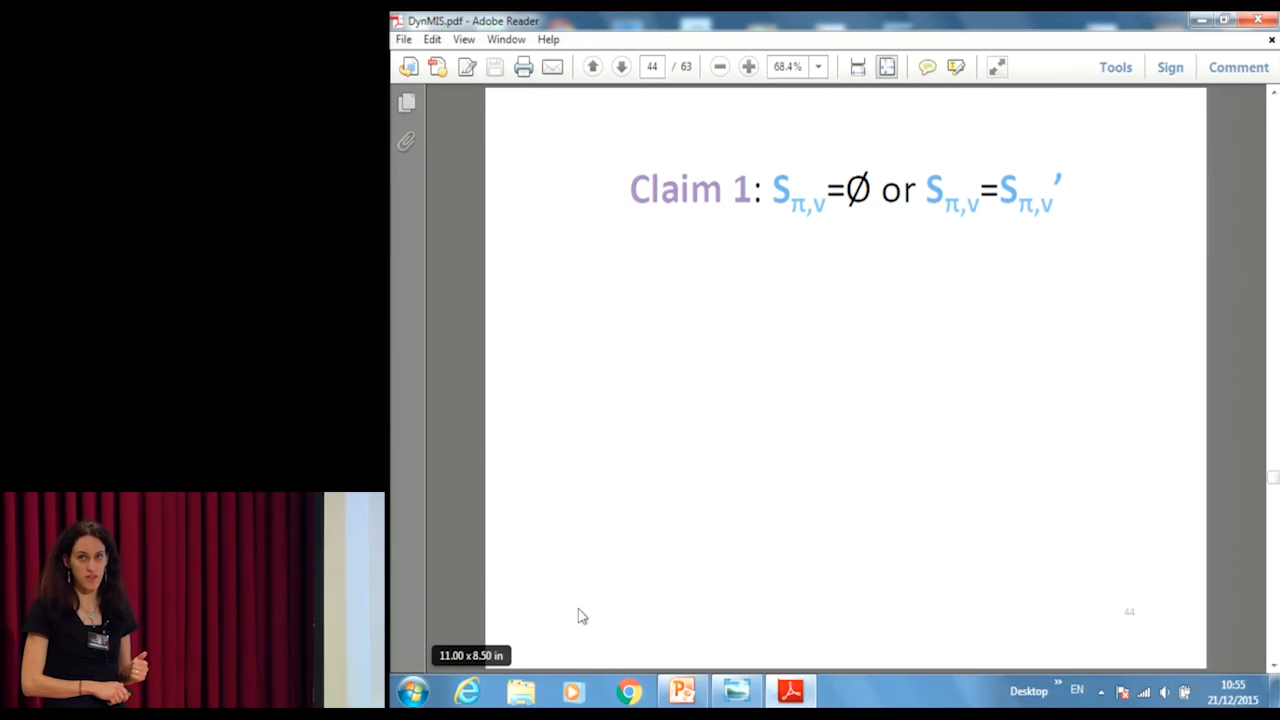 DynMIS.pdf - Adobe Reader
File Edit View Window Help
44 / 63 68.4% Tools Sign Comment
Claim 1: Sπ,v=Ø or Sπ,v=Sπ,v’
44
11.00 x 8.50 in
Desktop » EN 10:55
21/12/2015